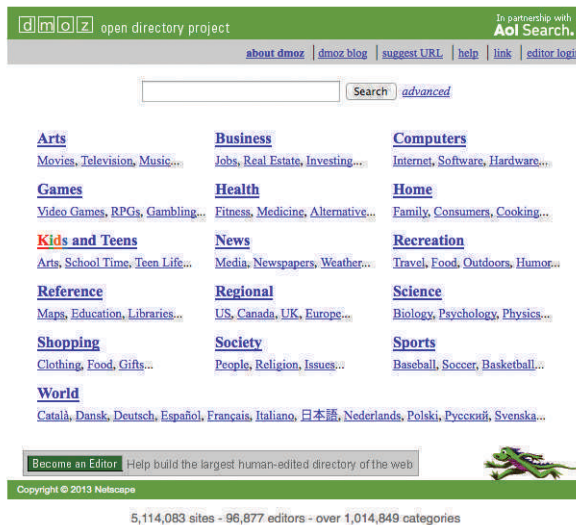 dmoz open directory project
In partnership with
Aol Search.
about dmoz | dmoz blog | suggest URL | help | link | editor login
Search advanced
Arts Business Computers
Movies, Television, Music... Jobs, Real Estate, Investing... Internet, Software, Hardware...
Games Health Home
Video Games, RPGs, Gambling... Fitness, Medicine, Alternative... Family, Consumers, Cooking...
Kids and Teens News Recreation
Arts, School Time, Teen Life... Media, Newspapers, Weather... Travel, Food, Outdoors, Humor...
Reference Regional Science
Maps, Education, Libraries... US, Canada, UK, Europe... Biology, Psychology, Physics...
Shopping Society Sports
Clothing, Food, Gifts... People, Religion, Issues... Baseball, Soccer, Basketball...
World
Català, Dansk, Deutsch, Español, Français, Italiano, 日本語, Nederlands, Polski, Русский, Svenska...
Become an Editor Help build the largest human-edited directory of the web
Copyright © 2013 Netscape
5,114,083 sites - 96,877 editors - over 1,014,849 categories